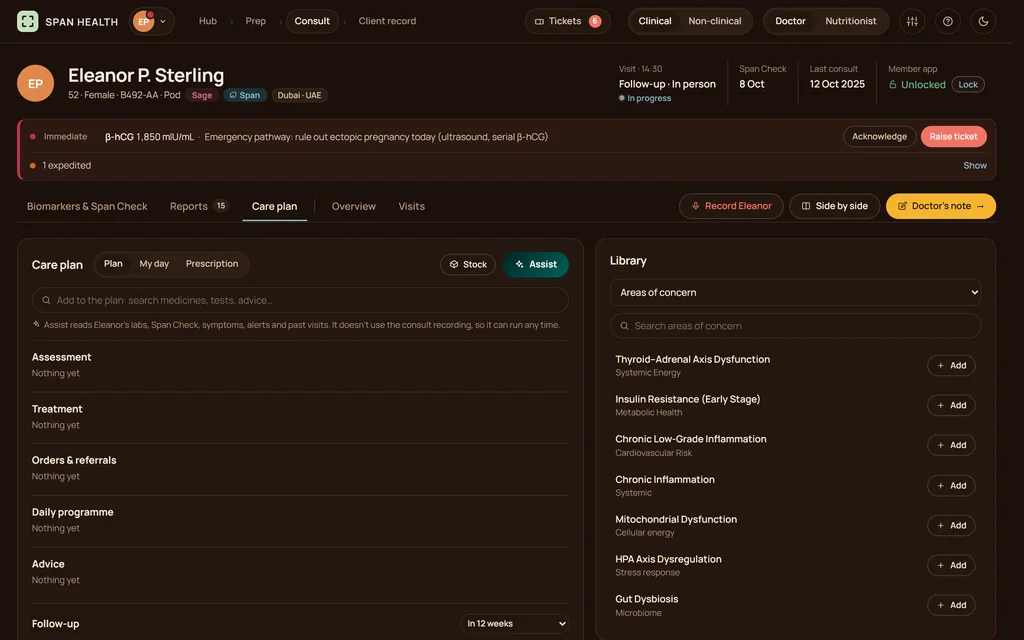 SPAN HEALTH
EP
Hub
Prep
Consult
Client record
Tickets 6
Clinical
Non-clinical
Doctor
Nutritionist
EP
Eleanor P. Sterling
52 · Female · B492-AA · Pod Sage Span Dubai · UAE
Visit · 14:30
Follow-up · In person
In progress
Span Check
8 Oct
Last consult
12 Oct 2025
Member app
Unlocked Lock
Immediate β-hCG 1,850 mIU/mL · Emergency pathway: rule out ectopic pregnancy today (ultrasound, serial β-hCG)
Acknowledge
Raise ticket
1 expedited
Show
Biomarkers & Span Check
Reports 15
Care plan
Overview
Visits
Record Eleanor
Side by side
Doctor's note →
Care plan
Plan
My day
Prescription
Stock
Assist
Add to the plan: search medicines, tests, advice…
Assist reads Eleanor's labs, Span Check, symptoms, alerts and past visits. It doesn't use the consult recording, so it can run any time.
Assessment
Nothing yet
Treatment
Nothing yet
Orders & referrals
Nothing yet
Daily programme
Nothing yet
Advice
Nothing yet
Follow-up
In 12 weeks
Library
Areas of concern
Search areas of concern
Thyroid–Adrenal Axis Dysfunction
Systemic Energy
+ Add
Insulin Resistance (Early Stage)
Metabolic Health
+ Add
Chronic Low-Grade Inflammation
Cardiovascular Risk
+ Add
Chronic Inflammation
Systemic
+ Add
Mitochondrial Dysfunction
Cellular energy
+ Add
HPA Axis Dysregulation
Stress response
+ Add
Gut Dysbiosis
Microbiome
+ Add